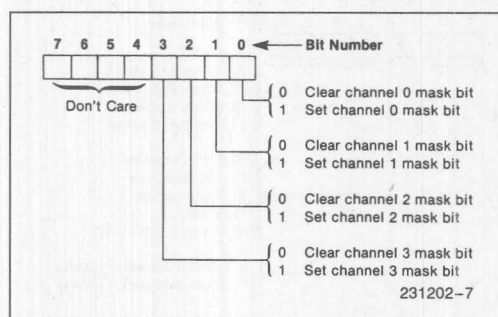 7 6 5 4 3 2 1 0 Bit Number
Don't Care
0 Clear channel 0 mask bit
1 Set channel 0 mask bit
0 Clear channel 1 mask bit
1 Set channel 1 mask bit
0 Clear channel 2 mask bit
1 Set channel 2 mask bit
0 Clear channel 3 mask bit
1 Set channel 3 mask bit
231202–7